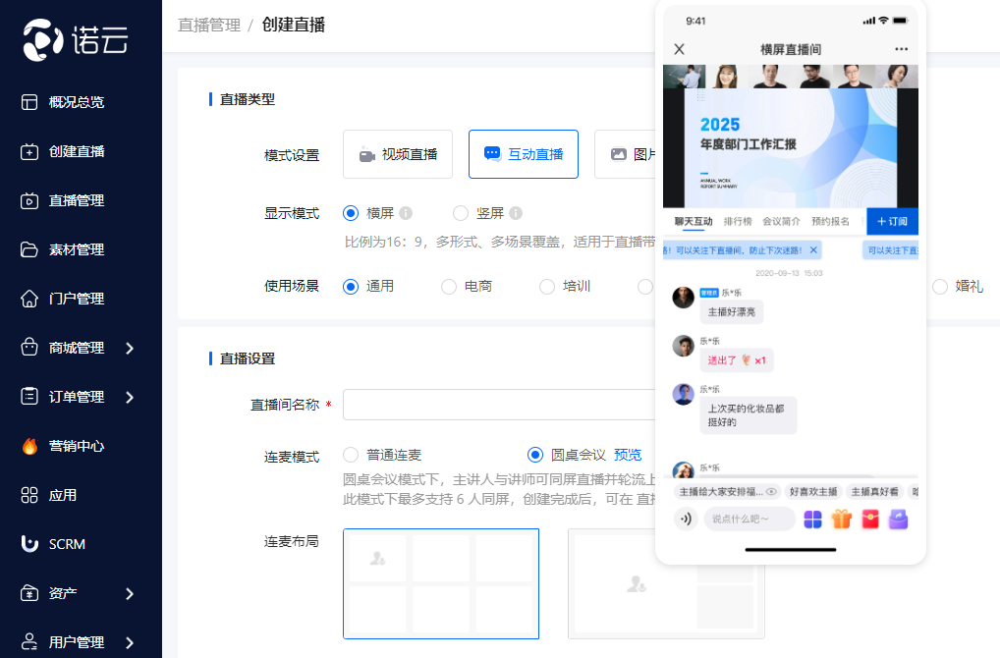 诺云
概况总览
创建直播
直播管理
素材管理
门户管理
商城管理
订单管理
营销中心
应用
SCRM
资产
用户管理
直播管理 / 创建直播
直播类型
模式设置
视频直播
互动直播
图片
显示模式
横屏
竖屏
比例为16：9，多形式、多场景覆盖，适用于直播带
使用场景
通用
电商
培训
婚礼
直播设置
直播间名称 *
连麦模式
普通连麦
圆桌会议 预览
圆桌会议模式下，主讲人与讲师可同屏直播并轮流上
此模式下最多支持 6 人同屏，创建完成后，可在 直播
连麦布局
9:41
横屏直播间
2025
年度部门工作汇报
ANNUAL WORK
REPORT SUMMARY
聊天互动 排行榜 会议简介 预约报名
+ 订阅
可以关注下直播间，防止下次迷路！ ×
可以关注下直
2020-09-13 15:03
管理员 乐*乐
主播好漂亮
乐*乐
送出了 ×1
乐*乐
上次买的化妆品都
挺好的
乐*乐
主播给大家安排福...
好喜欢主播
主播真好看
说点什么吧~